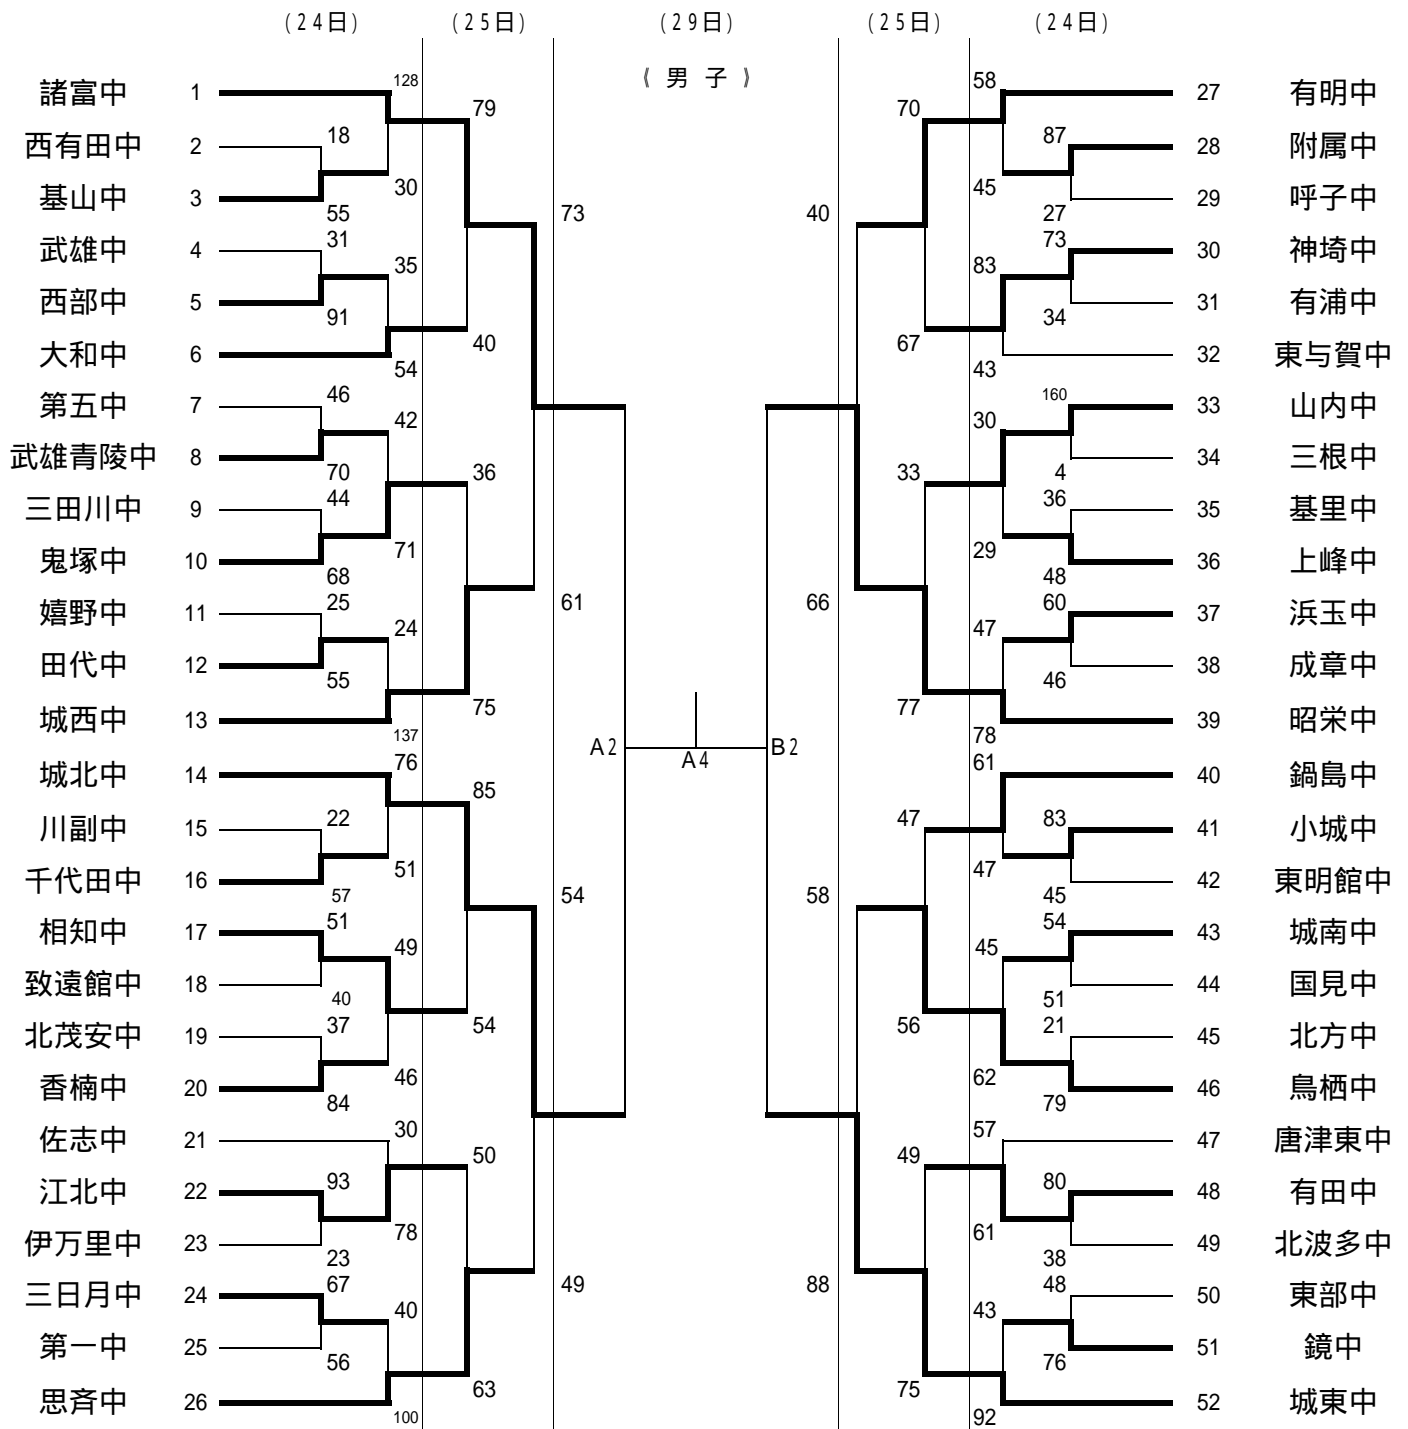 (24日) (25日) (29日) (25日) (24日)
《 男 子 》
諸富中 1 128 79 70 58 27 有明中
西有田中 2 18 87 28 附属中
基山中 3 55 30 73 40 45 27 29 呼子中
武雄中 4 31 35 83 73 30 神埼中
西部中 5 91 34 31 有浦中
大和中 6 54 40 67 43 32 東与賀中
第五中 7 46 42 30 160 33 山内中
武雄青陵中 8 70 36 33 4 34 三根中
三田川中 9 44 36 35 基里中
鬼塚中 10 68 71 29 48 36 上峰中
嬉野中 11 25 24 61 66 47 60 37 浜玉中
田代中 12 55 46 38 成章中
城西中 13 137 75 77 78 39 昭栄中
A2 A4 B2
城北中 14 76 85 61 40 鍋島中
川副中 15 22 47 83 41 小城中
千代田中 16 57 51 54 58 47 45 42 東明館中
相知中 17 51 49 45 54 43 城南中
致遠館中 18 40 51 44 国見中
北茂安中 19 37 54 56 21 45 北方中
香楠中 20 84 46 62 79 46 鳥栖中
佐志中 21 30 50 49 57 47 唐津東中
江北中 22 93 80 48 有田中
伊万里中 23 23 78 61 38 49 北波多中
三日月中 24 67 40 49 88 43 48 50 東部中
第一中 25 56 76 51 鏡中
思斉中 26 100 63 75 92 52 城東中